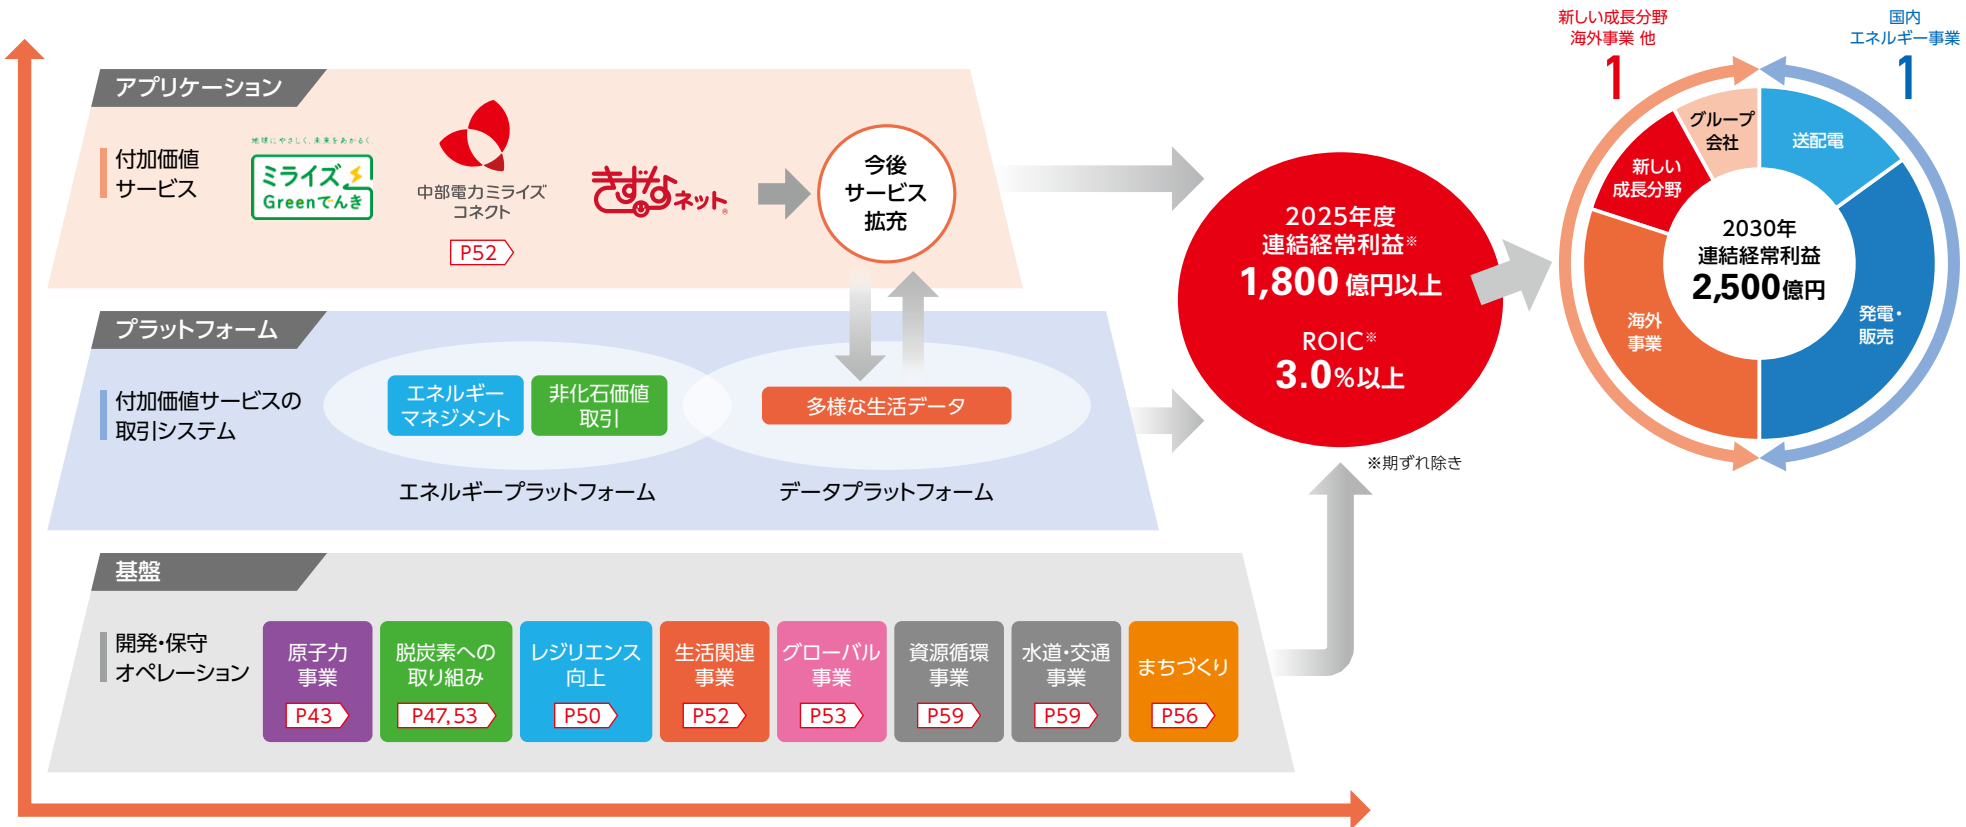 アプリケーション
付加価値
サービス
地球にやさしく、未来をあかるく。
ミライズ
Greenでんき
中部電力ミライズ
コネクト
P52
きずなネット®
今後
サービス
拡充
プラットフォーム
付加価値サービスの
取引システム
エネルギー
マネジメント
非化石価値
取引
多様な生活データ
エネルギープラットフォーム
データプラットフォーム
基盤
開発・保守
オペレーション
原子力
事業
P43
脱炭素への
取り組み
P47,53
レジリエンス
向上
P50
生活関連
事業
P52
グローバル
事業
P53
資源循環
事業
P59
水道・交通
事業
P59
まちづくり
P56
2025年度
連結経常利益※
1,800億円以上
ROIC※
3.0%以上
※期ずれ除き
新しい成長分野
海外事業 他
1
国内
エネルギー事業
1
グループ
会社
送配電
新しい
成長分野
海外
事業
発電・
販売
2030年
連結経常利益
2,500億円